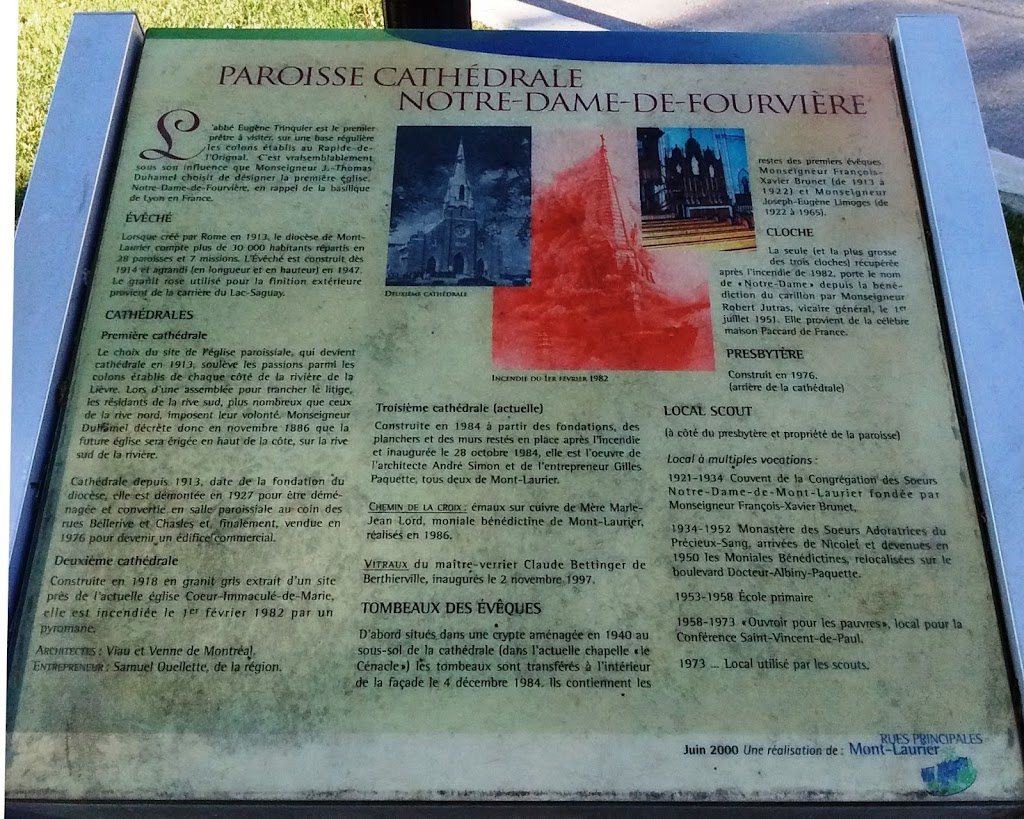 PAROISSE CATHÉDRALE
NOTRE-DAME-DE-FOURVIÈRE
L'abbé Eugène Trinquier est le premier
prêtre à visiter, sur une base régulière
les colons établis au Rapide-de-
l'Orignal. C'est vraisemblablement
sous son influence que Monseigneur J.-Thomas
Duhamel choisit de désigner la première église,
Notre-Dame-de-Fourvière, en rappel de la basilique
de Lyon en France.
ÉVÊCHÉ
Lorsque créé par Rome en 1913, le diocèse de Mont-
Laurier compte plus de 30 000 habitants répartis en
28 paroisses et 7 missions. L'Évêché est construit dès
1914 et agrandi (en longueur et en hauteur) en 1947.
Le granit rose utilisé pour la finition extérieure
provient de la carrière du Lac-Saguay.
CATHÉDRALES
Première cathédrale
Le choix du site de l'église paroissiale, qui devient
cathédrale en 1913, soulève les passions parmi les
colons établis de chaque côté de la rivière de la
Lièvre. Lors d'une assemblée pour trancher le litige,
les résidants de la rive sud, plus nombreux que ceux
de la rive nord, imposent leur volonté. Monseigneur
Duhamel décrète donc en novembre 1886 que la
future église sera érigée en haut de la côte, sur la rive
sud de la rivière.
Cathédrale depuis 1913, date de la fondation du
diocèse, elle est démontée en 1927 pour être démé-
nagée et convertie en salle paroissiale au coin des
rues Bellerive et Chasles et, finalement, vendue en
1976 pour devenir un édifice commercial.
Deuxième cathédrale
Construite en 1918 en granit gris extrait d'un site
près de l'actuelle église Coeur-Immaculé-de-Marie,
elle est incendiée le 1er février 1982 par un
pyromane.
ARCHITECTES : Viau et Venne de Montréal
ENTREPRENEUR : Samuel Ouellette, de la région.
DEUXIÈME CATHÉDRALE
INCENDIE DU 1ER FÉVRIER 1982
Troisième cathédrale (actuelle)
Construite en 1984 à partir des fondations, des
planchers et des murs restés en place après l'incendie
et inaugurée le 28 octobre 1984, elle est l'oeuvre de
l'architecte André Simon et de l'entrepreneur Gilles
Paquette, tous deux de Mont-Laurier.
CHEMIN DE LA CROIX : émaux sur cuivre de Mère Marie-
Jean Lord, moniale bénédictine de Mont-Laurier,
réalisés en 1986.
VITRAUX du maître-verrier Claude Bettinger de
Berthierville, inaugurés le 2 novembre 1997.
TOMBEAUX DES ÉVÊQUES
D'abord situés dans une crypte aménagée en 1940 au
sous-sol de la cathédrale (dans l'actuelle chapelle «le
Cénacle») les tombeaux sont transférés à l'intérieur
de la façade le 4 décembre 1984. Ils contiennent les
restes des premiers évêques
Monseigneur François-
Xavier Brunet (de 1913 à
1922) et Monseigneur
Joseph-Eugène Limoges (de
1922 à 1965).
CLOCHE
La seule (et la plus grosse
des trois cloches) récupérée
après l'incendie de 1982, porte le nom
de «Notre-Dame» depuis la béné-
diction du carillon par Monseigneur
Robert Jutras, vicaire général, le 1er
juillet 1951. Elle provient de la célèbre
maison Paccard de France.
PRESBYTÈRE
Construit en 1976.
(arrière de la cathédrale)
LOCAL SCOUT
(à côté du presbytère et propriété de la paroisse)
Local à multiples vocations :
1921-1934 Couvent de la Congrégation des Soeurs
Notre-Dame-de-Mont-Laurier fondée par
Monseigneur François-Xavier Brunet.
1934-1952 Monastère des Soeurs Adoratrices du
Précieux-Sang, arrivées de Nicolet et devenues en
1950 les Moniales Bénédictines, relocalisées sur le
boulevard Docteur-Albiny-Paquette.
1953-1958 École primaire
1958-1973 «Ouvroir pour les pauvres», local pour la
Conférence Saint-Vincent-de-Paul.
1973 ... Local utilisé par les scouts.
Juin 2000 Une réalisation de :
RUES PRINCIPALES
Mont-Laurier